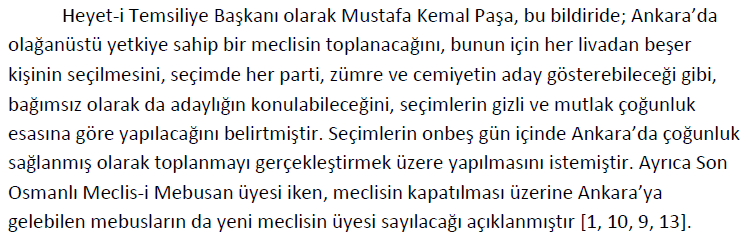 Heyet-i Temsiliye Başkanı olarak Mustafa Kemal Paşa, bu bildiride; Ankara’da
olağanüstü yetkiye sahip bir meclisin toplanacağını, bunun için her livadan beşer
kişinin seçilmesini, seçimde her parti, zümre ve cemiyetin aday gösterebileceği gibi,
bağımsız olarak da adaylığın konulabileceğini, seçimlerin gizli ve mutlak çoğunluk
esasına göre yapılacağını belirtmiştir. Seçimlerin onbeş gün içinde Ankara’da çoğunluk
sağlanmış olarak toplanmayı gerçekleştirmek üzere yapılmasını istemiştir. Ayrıca Son
Osmanlı Meclis-i Mebusan üyesi iken, meclisin kapatılması üzerine Ankara’ya
gelebilen mebusların da yeni meclisin üyesi sayılacağı açıklanmıştır [1, 10, 9, 13].